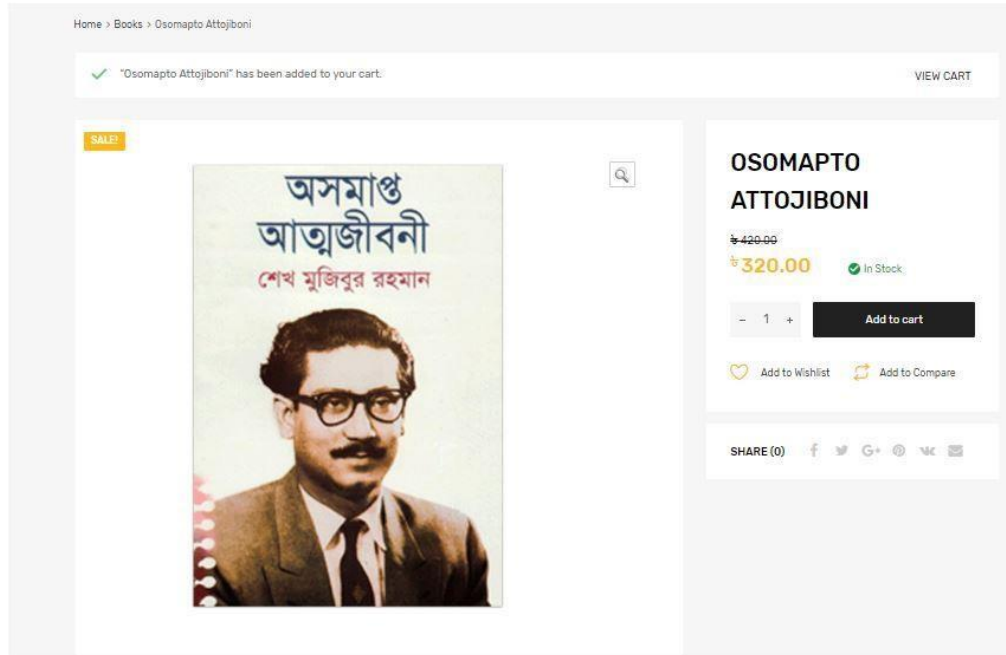 Home > Books > Osomapto Attojiboni
"Osomapto Attojiboni" has been added to your cart.
VIEW CART
SALE!
অসমাপ্ত
আত্মজীবনী
শেখ মুজিবুর রহমান
OSOMAPTO
ATTOJIBONI
৳ 420.00
৳ 320.00
In Stock
- 1 +
Add to cart
Add to Wishlist
Add to Compare
SHARE (0)